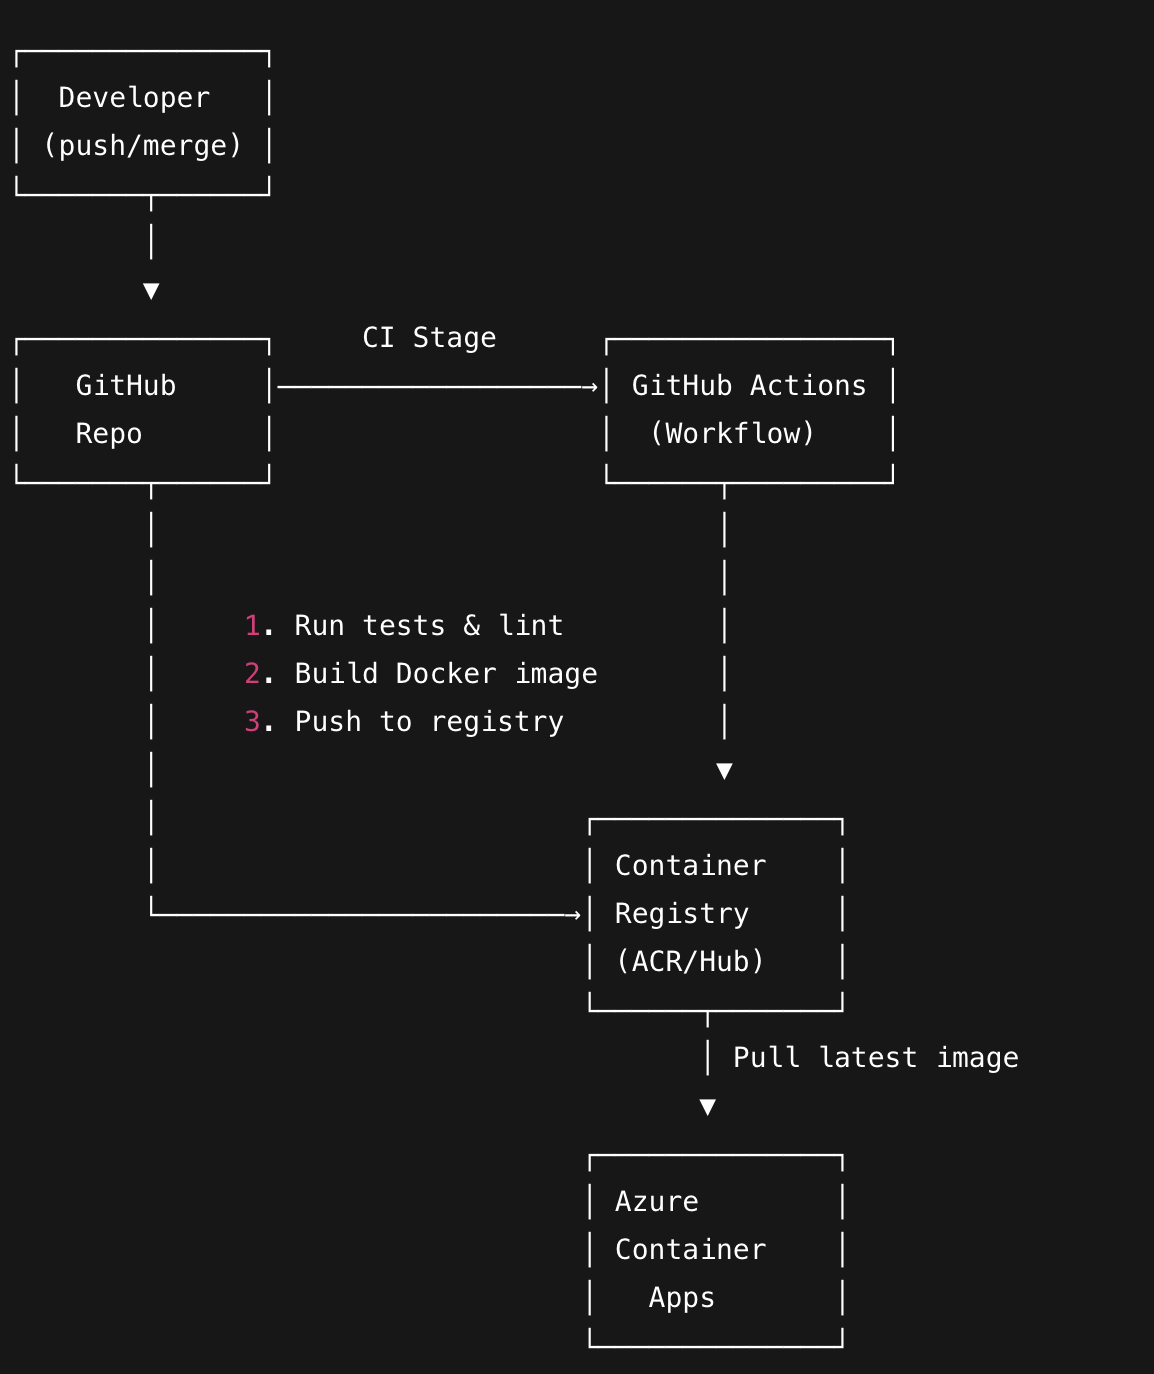 Developer
(push/merge)
CI Stage
GitHub
Repo
GitHub Actions
(Workflow)
1. Run tests & lint
2. Build Docker image
3. Push to registry
Container
Registry
(ACR/Hub)
Pull latest image
Azure
Container
Apps